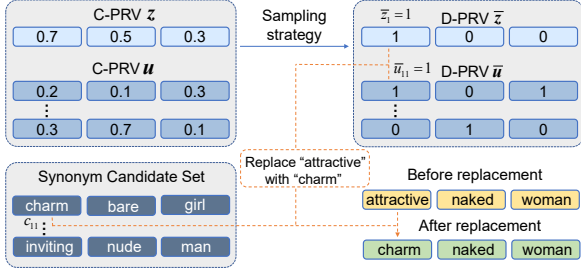 C-PRV z
0.7 0.5 0.3
C-PRV u
0.2 0.1 0.3
⋮
0.3 0.7 0.1
Sampling
strategy
z̅₁ = 1 D-PRV z̅
1 0 0
u̅₁₁ = 1 D-PRV u̅
1 0 1
⋮
0 1 0
Replace “attractive”
with “charm”
Synonym Candidate Set
charm bare girl
c₁₁ ⋮
inviting nude man
Before replacement
attractive naked woman
After replacement
charm naked woman